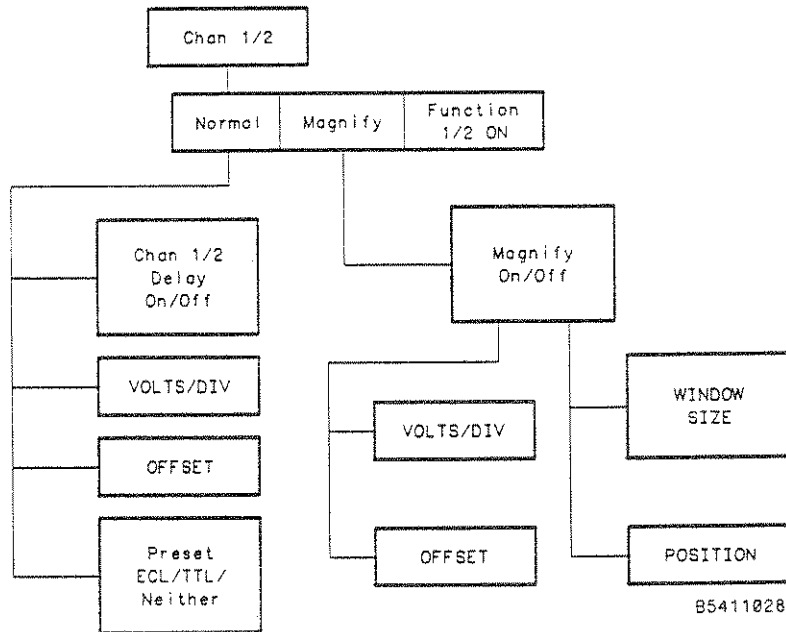 Chan 1/2
Normal
Magnify
Function
1/2 ON
Chan 1/2
Delay
On/Off
VOLTS/DIV
OFFSET
Preset
ECL/TTL/
Neither
Magnify
On/Off
VOLTS/DIV
OFFSET
WINDOW
SIZE
POSITION
B5411028